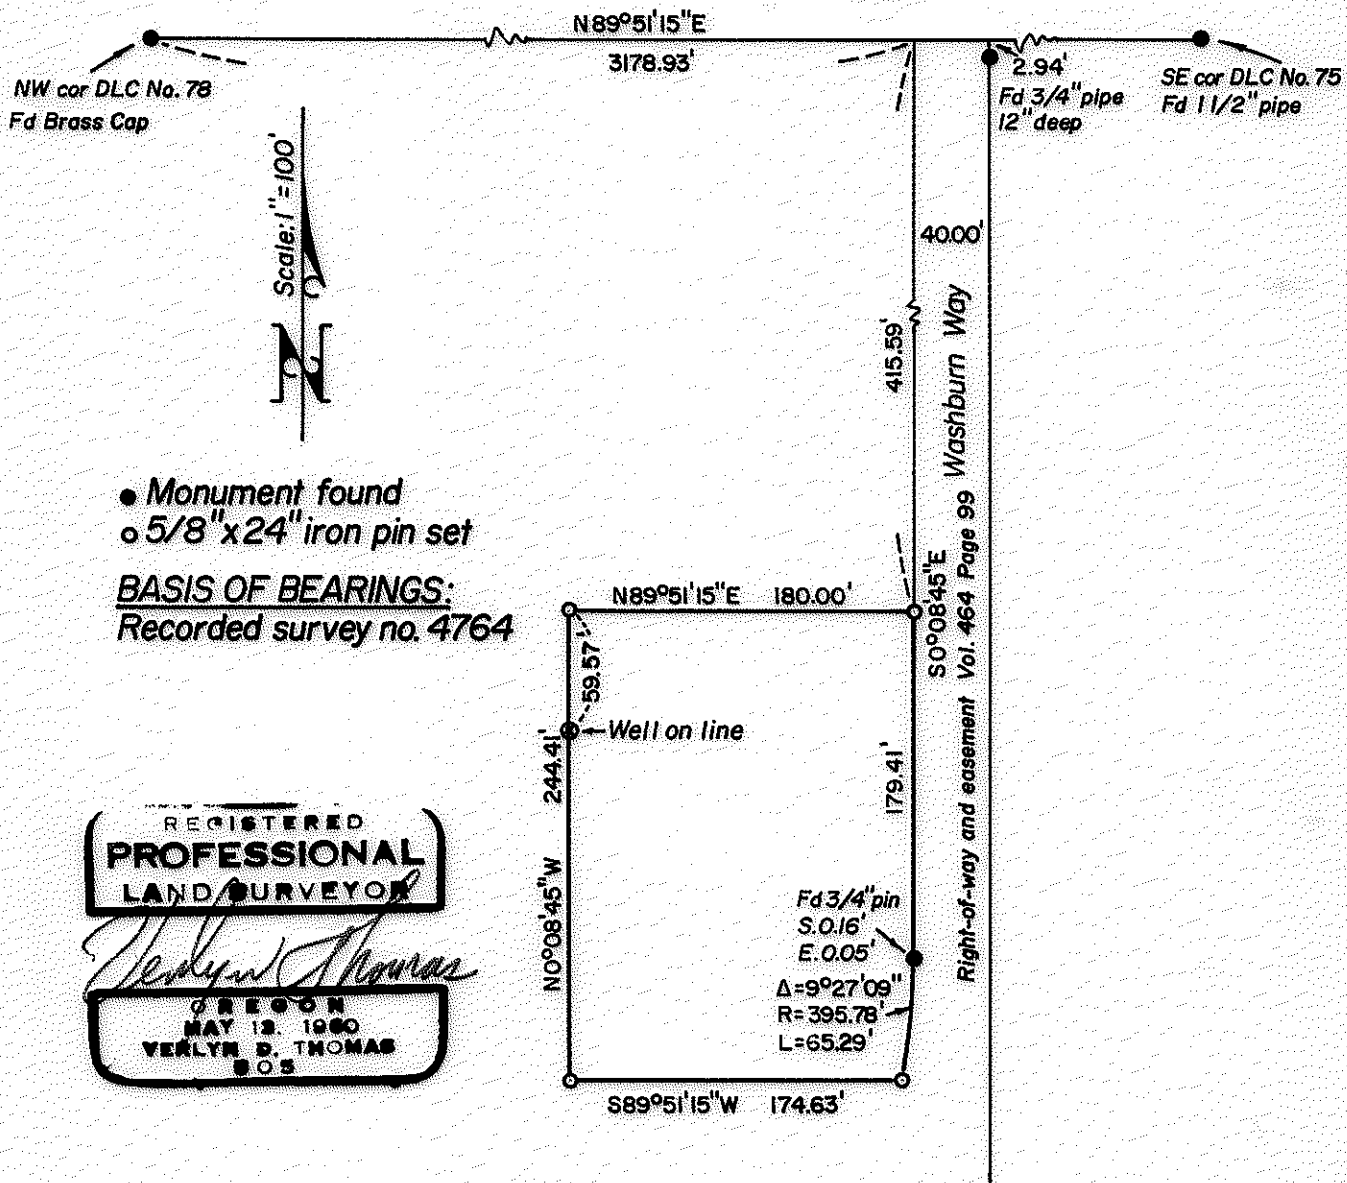 N89°51'15"E
3178.93'
NW cor DLC No. 78
Fd Brass Cap
2.94'
Fd 3/4" pipe
12" deep
SE cor DLC No. 75
Fd 1 1/2" pipe
Scale: 1" = 100'
N
40.00'
415.59'
Washburn Way
S0°08'45"E
Right-of-way and easement Vol. 464 Page 99
● Monument found
○ 5/8"x24" iron pin set
BASIS OF BEARINGS:
Recorded survey no. 4764
N89°51'15"E 180.00'
59.57'
Well on line
244.41'
N0°08'45"W
179.41'
Fd 3/4" pin
S. 0.16'
E. 0.05'
Δ=9°27'09"
R=395.78'
L=65.29'
S89°51'15"W 174.63'
REGISTERED
PROFESSIONAL
LAND SURVEYOR
Verlyn D. Thomas
OREGON
MAY 13. 1960
VERLYN D. THOMAS
505